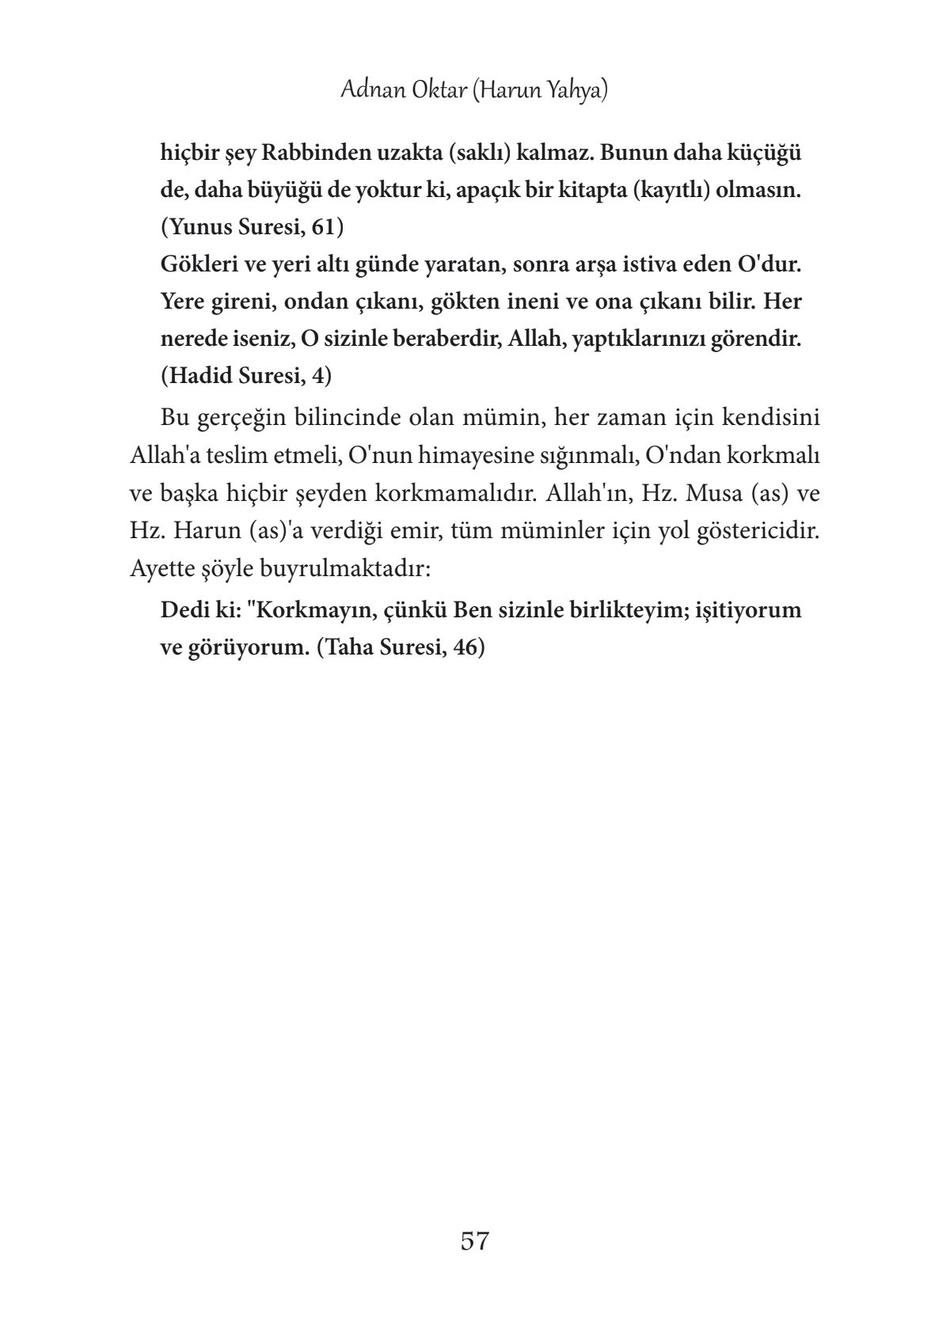 Adnan Oktar (Harun Yahya)
hiçbir şey Rabbinden uzakta (saklı) kalmaz. Bunun daha küçüğü
de, daha büyüğü de yoktur ki, apaçık bir kitapta (kayıtlı) olmasın.
(Yunus Suresi, 61)
Gökleri ve yeri altı günde yaratan, sonra arşa istiva eden O'dur.
Yere gireni, ondan çıkanı, gökten ineni ve ona çıkanı bilir. Her
nerede iseniz, O sizinle beraberdir, Allah, yaptıklarınızı görendir.
(Hadid Suresi, 4)
Bu gerçeğin bilincinde olan mümin, her zaman için kendisini
Allah'a teslim etmeli, O'nun himayesine sığınmalı, O'ndan korkmalı
ve başka hiçbir şeyden korkmamalıdır. Allah'ın, Hz. Musa (as) ve
Hz. Harun (as)'a verdiği emir, tüm müminler için yol göstericidir.
Ayette şöyle buyrulmaktadır:
Dedi ki: "Korkmayın, çünkü Ben sizinle birlikteyim; işitiyorum
ve görüyorum. (Taha Suresi, 46)
57